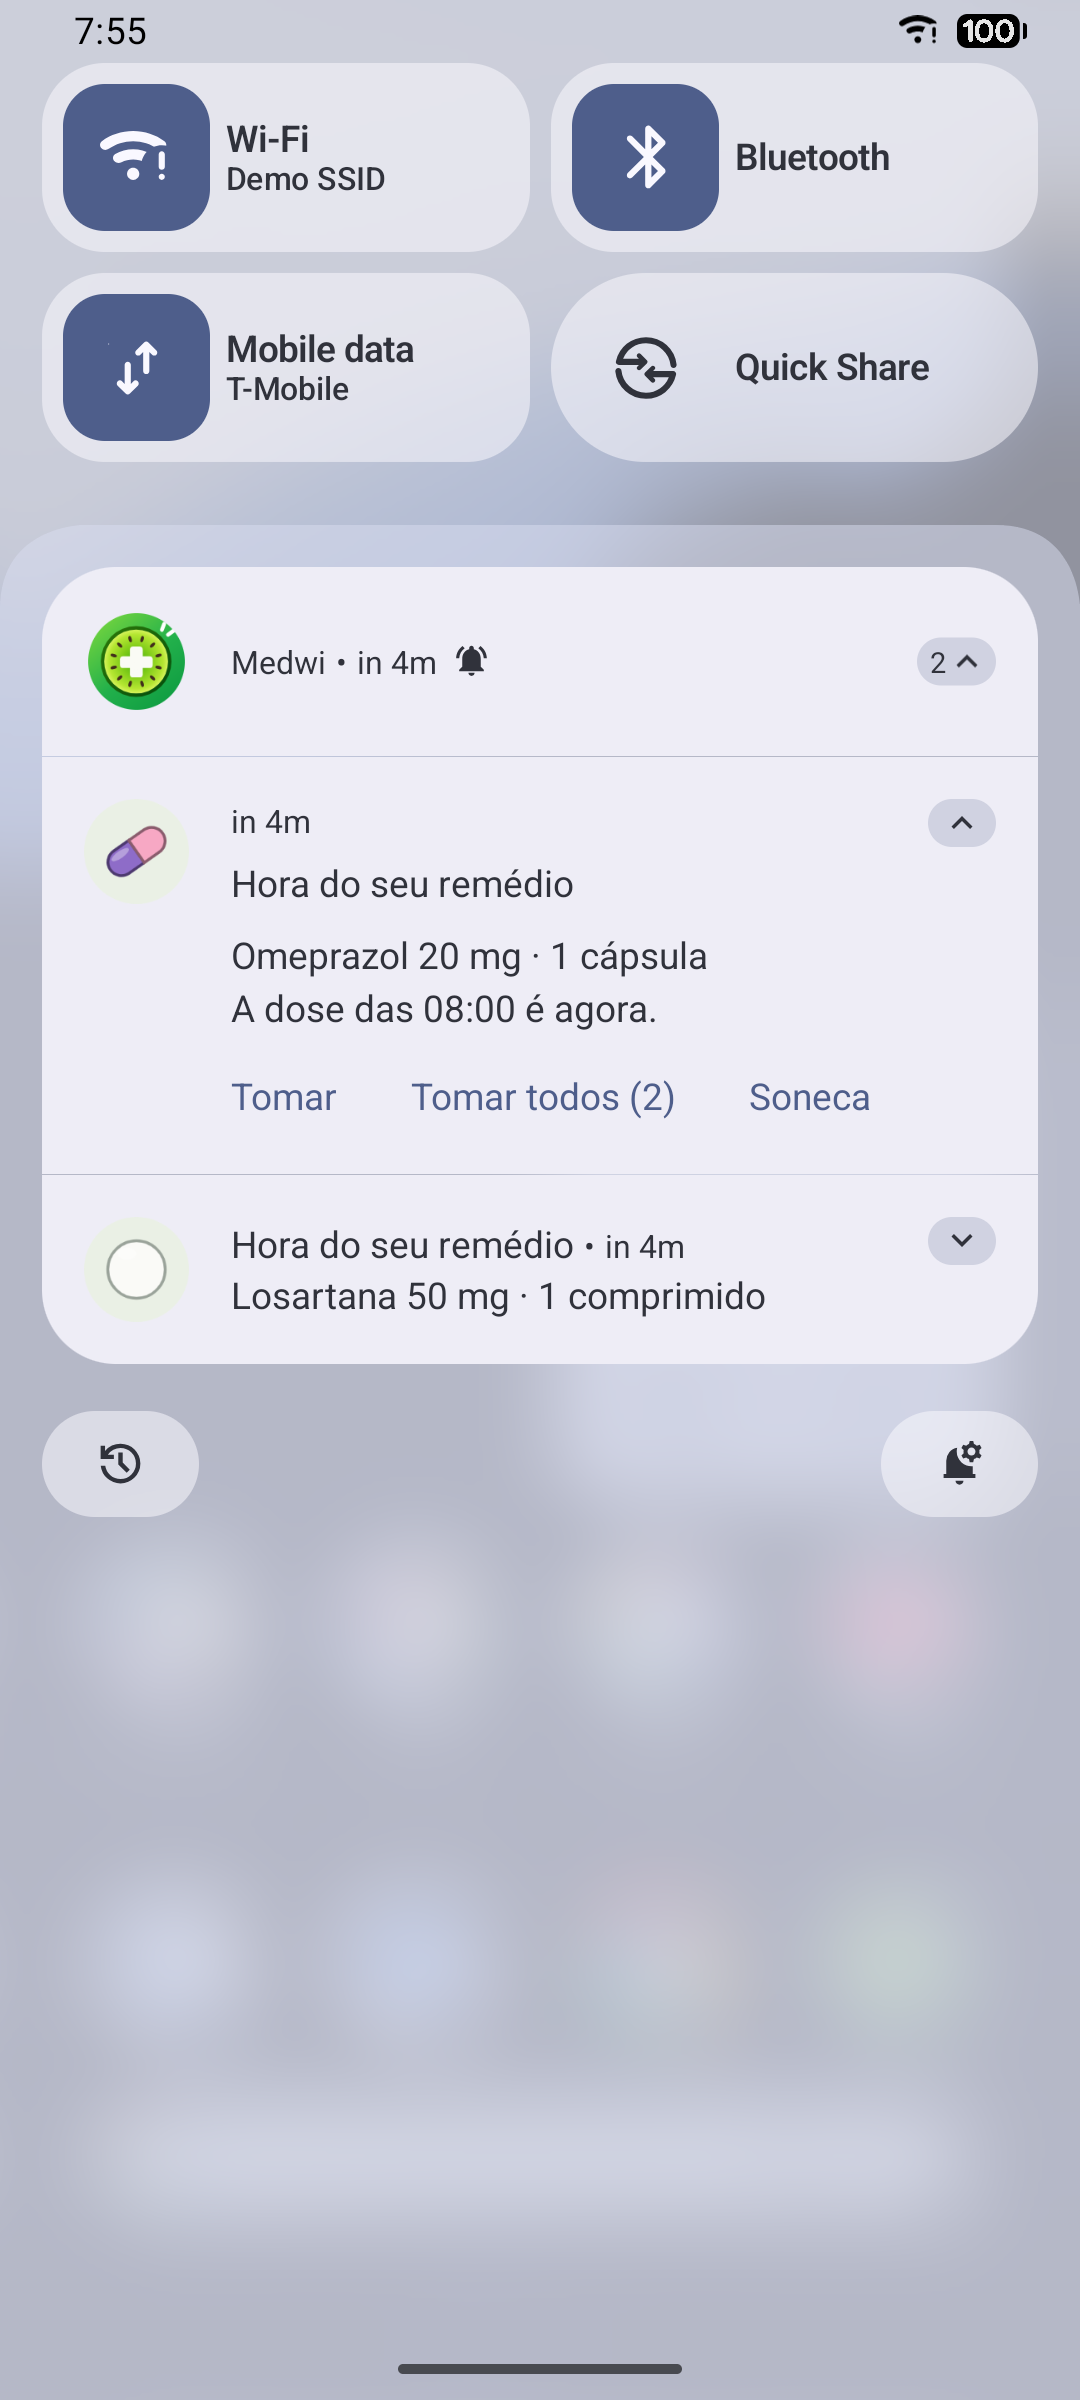 7:55
100
Wi-Fi
Demo SSID
Bluetooth
Mobile data
T-Mobile
Quick Share
Medwi • in 4m
2
in 4m
Hora do seu remédio
Omeprazol 20 mg · 1 cápsula
A dose das 08:00 é agora.
Tomar
Tomar todos (2)
Soneca
Hora do seu remédio • in 4m
Losartana 50 mg · 1 comprimido